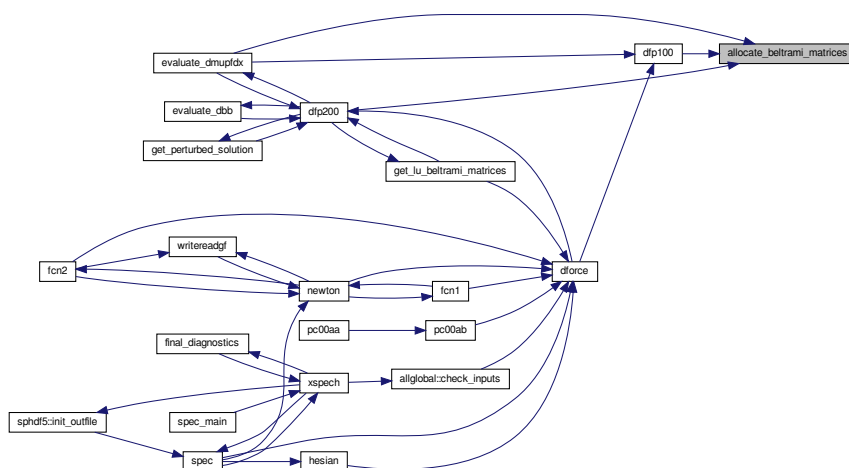 allocate_beltrami_matrices
dfp100
evaluate_dmupfdx
evaluate_dbb
dfp200
get_perturbed_solution
get_lu_beltrami_matrices
writereadgf
fcn2
dforce
newton
fcn1
pc00aa
pc00ab
final_diagnostics
allglobal::check_inputs
xspech
sphdf5::init_outfile
spec_main
spec
hesian